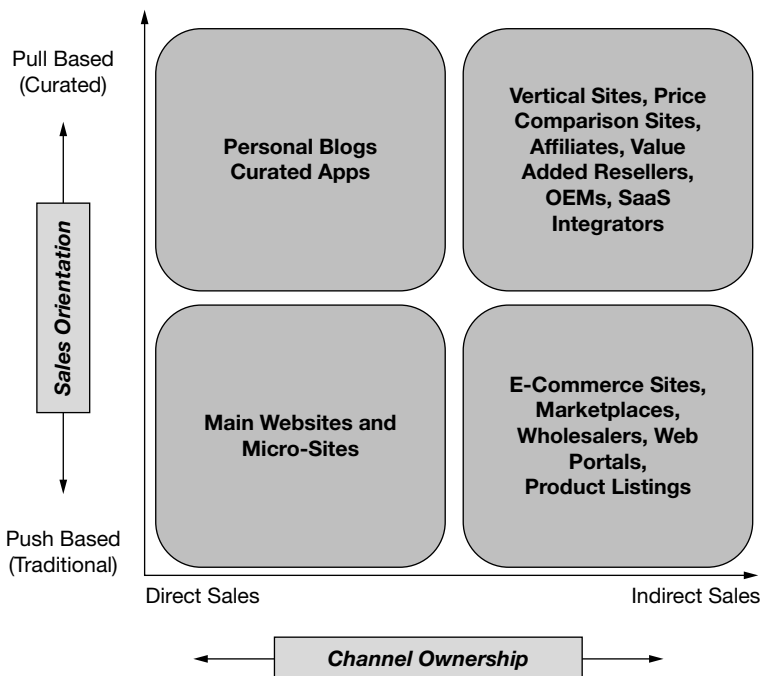 Pull Based
(Curated)
Personal Blogs
Curated Apps
Vertical Sites, Price
Comparison Sites,
Affiliates, Value
Added Resellers,
OEMs, SaaS
Integrators
Sales Orientation
Main Websites and
Micro-Sites
E-Commerce Sites,
Marketplaces,
Wholesalers, Web
Portals,
Product Listings
Push Based
(Traditional)
Direct Sales
Indirect Sales
Channel Ownership